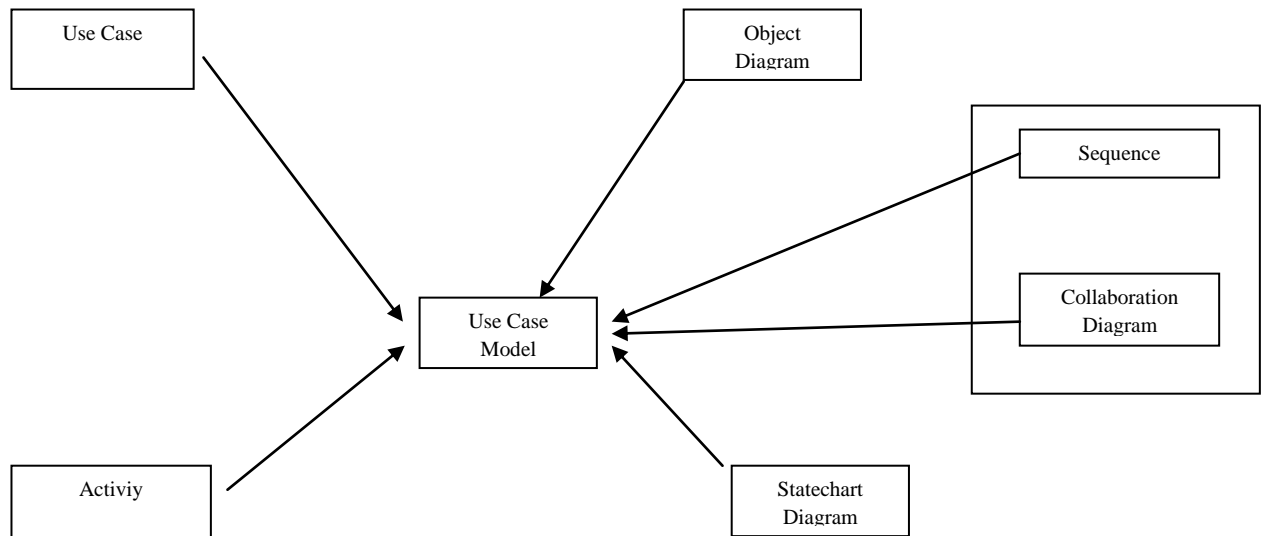 Use Case
Object
Diagram
Sequence
Collaboration
Diagram
Use Case
Model
Activiy
Statechart
Diagram